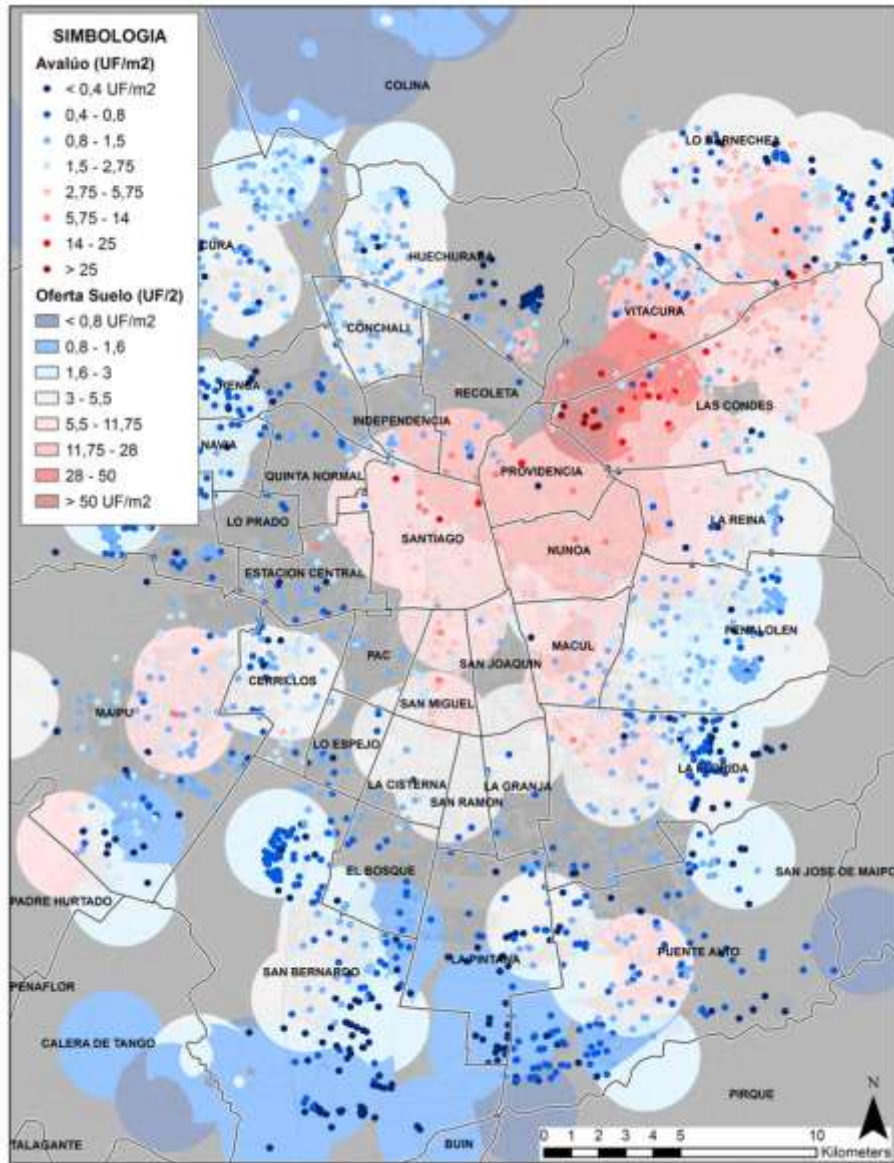 SIMBOLOGIA
Avalúo (UF/m2)
< 0,4 UF/m2
0,4 - 0,8
0,8 - 1,5
1,5 - 2,75
2,75 - 5,75
5,75 - 14
14 - 25
> 25
Oferta Suelo (UF/2)
< 0,8 UF/m2
0,8 - 1,6
1,6 - 3
3 - 5,5
5,5 - 11,75
11,75 - 28
28 - 50
> 50 UF/m2
COLINA
LO BARNECHEA
CURA
HUECHURABA
VITACURA
CONCHALI
RENCA
RECOLETA
LAS CONDES
INDEPENDENCIA
NAVIA
QUINTA NORMAL
PROVIDENCIA
LO PRADO
LA REINA
SANTIAGO
NUNOA
ESTACION CENTRAL
PENALOLEN
PAC
MACUL
SAN JOAQUIN
CERRILLOS
SAN MIGUEL
MAIPU
LO ESPEJO
LA FLORIDA
LA CISTERNA
LA GRANJA
SAN RAMON
EL BOSQUE
SAN JOSE DE MAIPO
PADRE HURTADO
PUENTE ALTO
LA PINTANA
SAN BERNARDO
PENAFLOR
CALERA DE TANGO
PIRQUE
N
TALAGANTE
BUIN
0 1 2 3 4 5 10
Kilometers